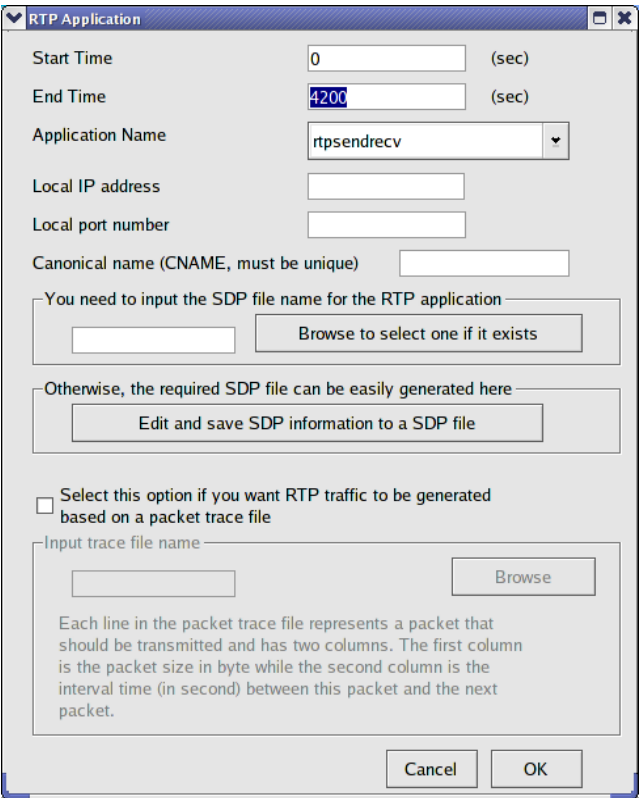 RTP Application
Start Time 0 (sec)
End Time 4200 (sec)
Application Name rtpsendrecv
Local IP address
Local port number
Canonical name (CNAME, must be unique)
You need to input the SDP file name for the RTP application
Browse to select one if it exists
Otherwise, the required SDP file can be easily generated here
Edit and save SDP information to a SDP file
Select this option if you want RTP traffic to be generated
based on a packet trace file
Input trace file name
Browse
Each line in the packet trace file represents a packet that
should be transmitted and has two columns. The first column
is the packet size in byte while the second column is the
interval time (in second) between this packet and the next
packet.
Cancel OK